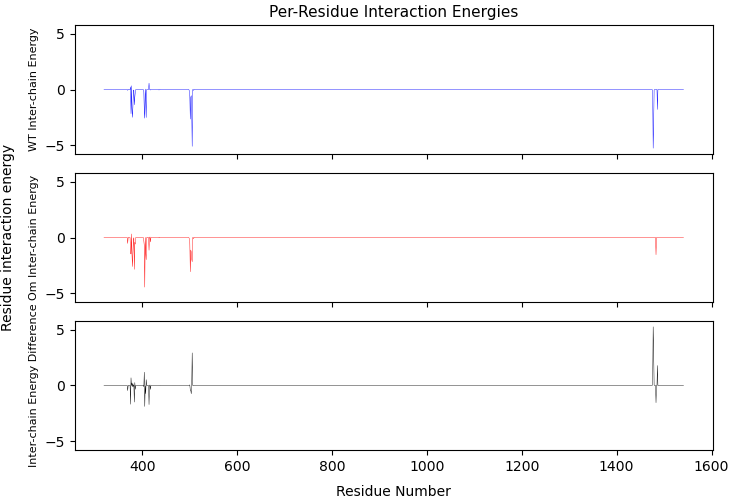 Per-Residue Interaction Energies
Residue interaction energy
WT Inter-chain Energy
5
0
−5
Om Inter-chain Energy
5
0
−5
Inter-chain Energy Difference
5
0
−5
400
600
800
1000
1200
1400
1600
Residue Number